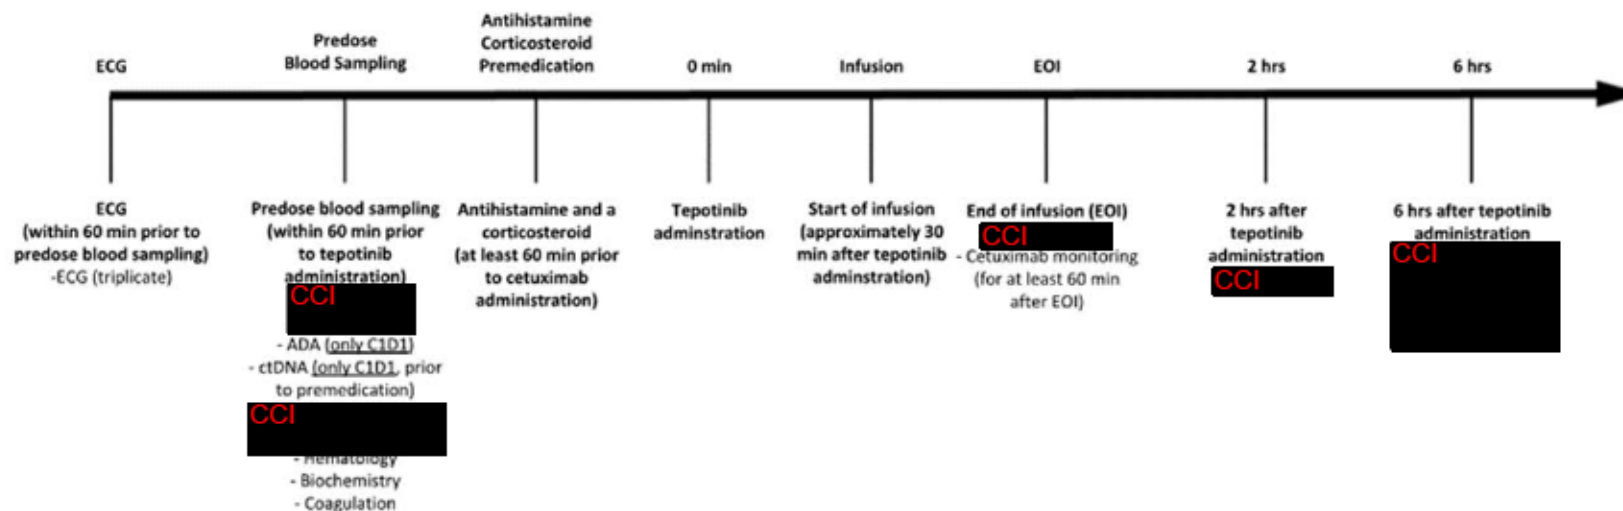 ECG
Predose
Blood Sampling
Antihistamine
Corticosteroid
Premedication
0 min
Infusion
EOI
2 hrs
6 hrs
ECG
(within 60 min prior to
predose blood sampling)
-ECG (triplicate)
Predose blood sampling
(within 60 min prior
to tepotinib
administration)
CCI
- ADA (only C1D1)
- ctDNA (only C1D1, prior
to premedication)
CCI
- Hematology
- Biochemistry
- Coagulation
Antihistamine and a
corticosteroid
(at least 60 min prior
to cetuximab
administration)
Tepotinib
adminstration
Start of infusion
(approximately 30
min after tepotinib
adminstration)
End of infusion (EOI)
CCI
- Cetuximab monitoring
(for at least 60 min
after EOI)
2 hrs after
tepotinib
administration
CCI
6 hrs after tepotinib
administration
CCI